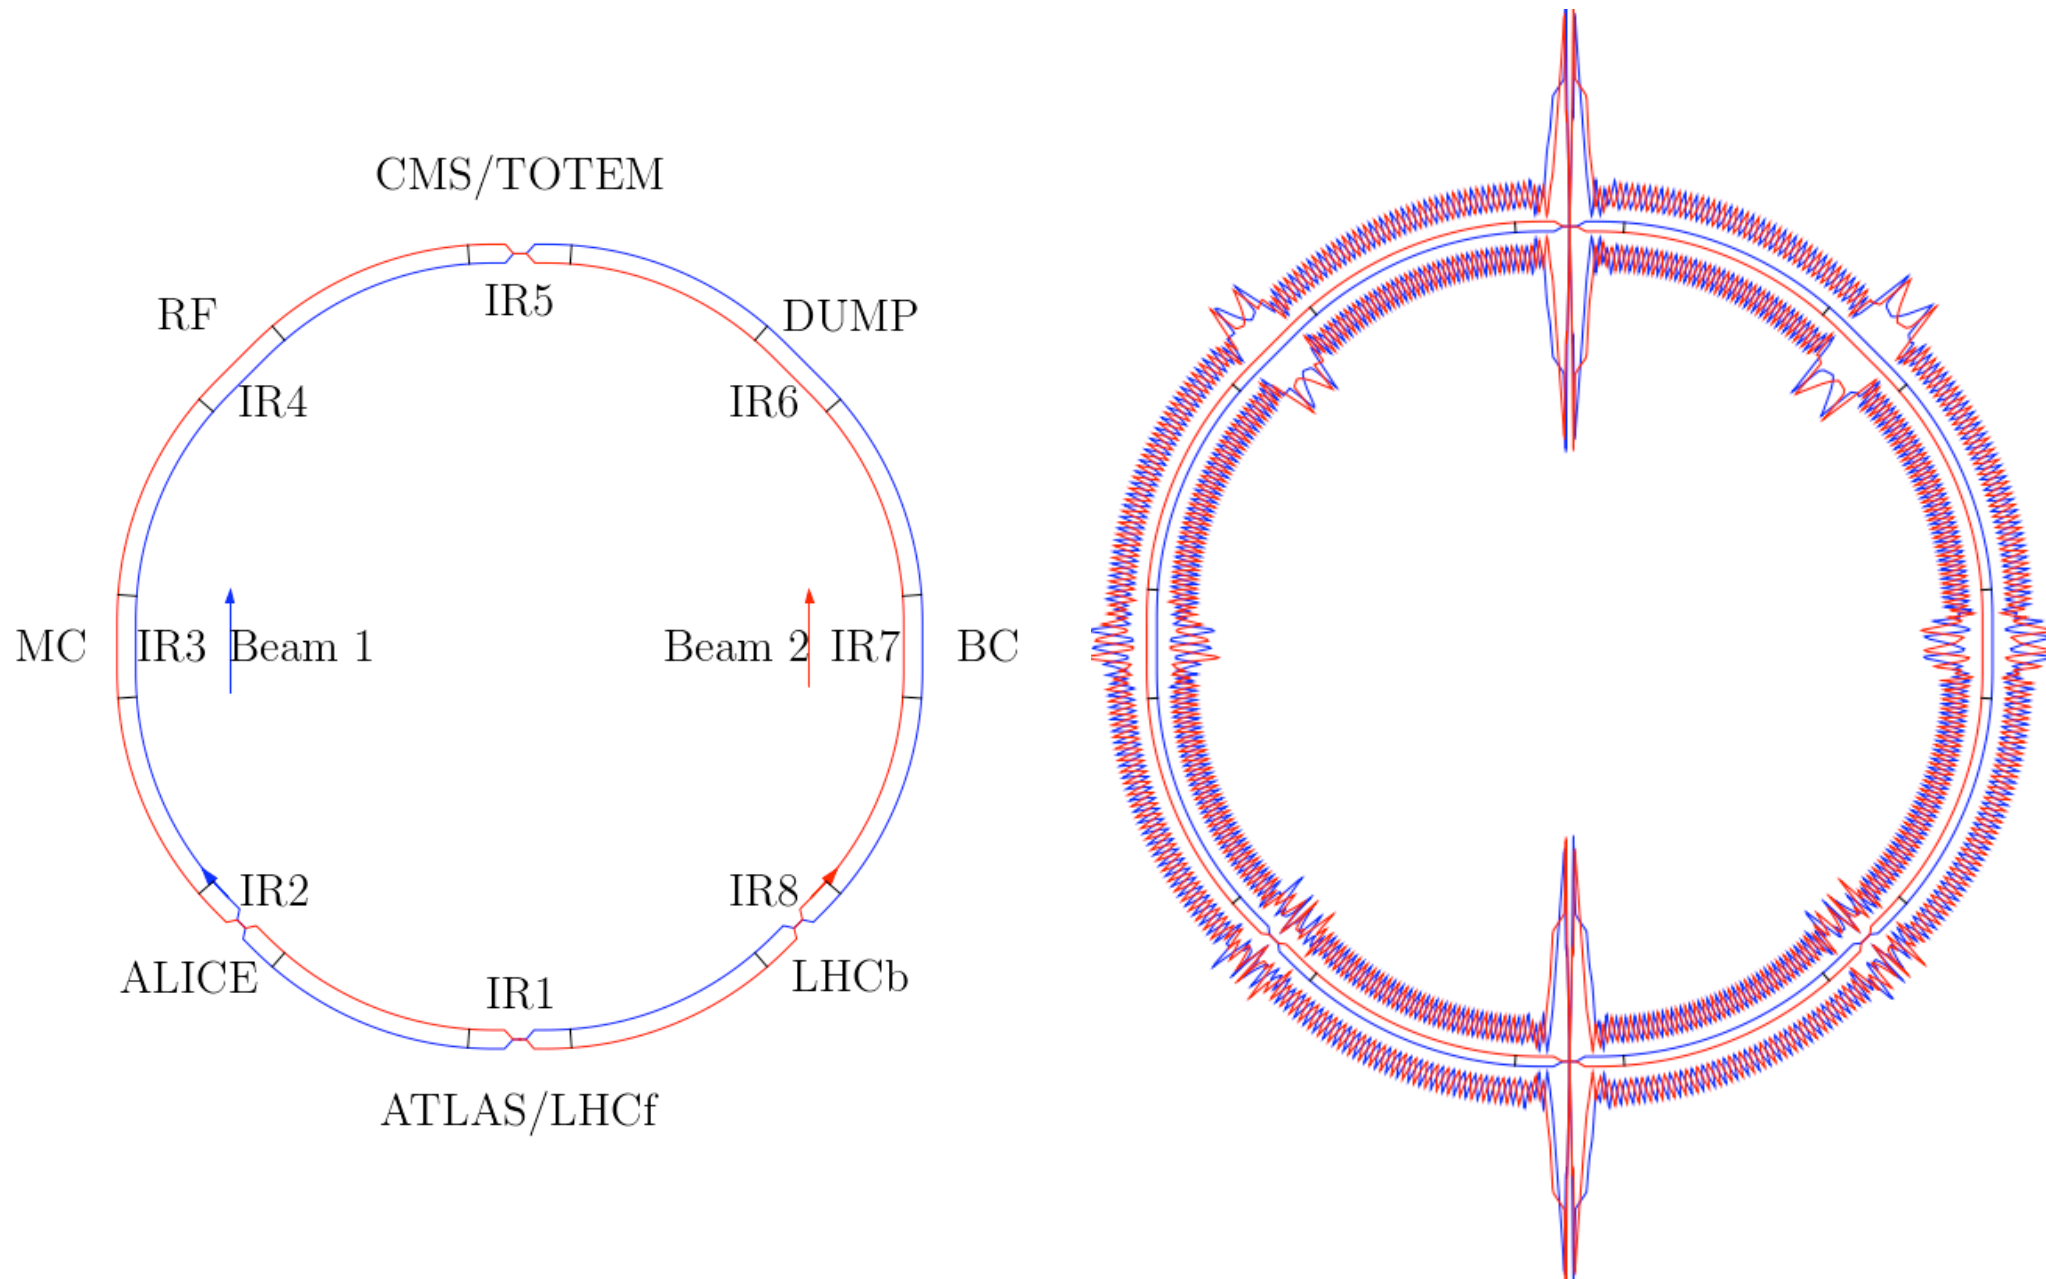 CMS/TOTEM
RF
IR5
DUMP
IR4
IR6
MC
IR3
Beam 1
Beam 2
IR7
BC
IR2
IR8
ALICE
IR1
LHCb
ATLAS/LHCf